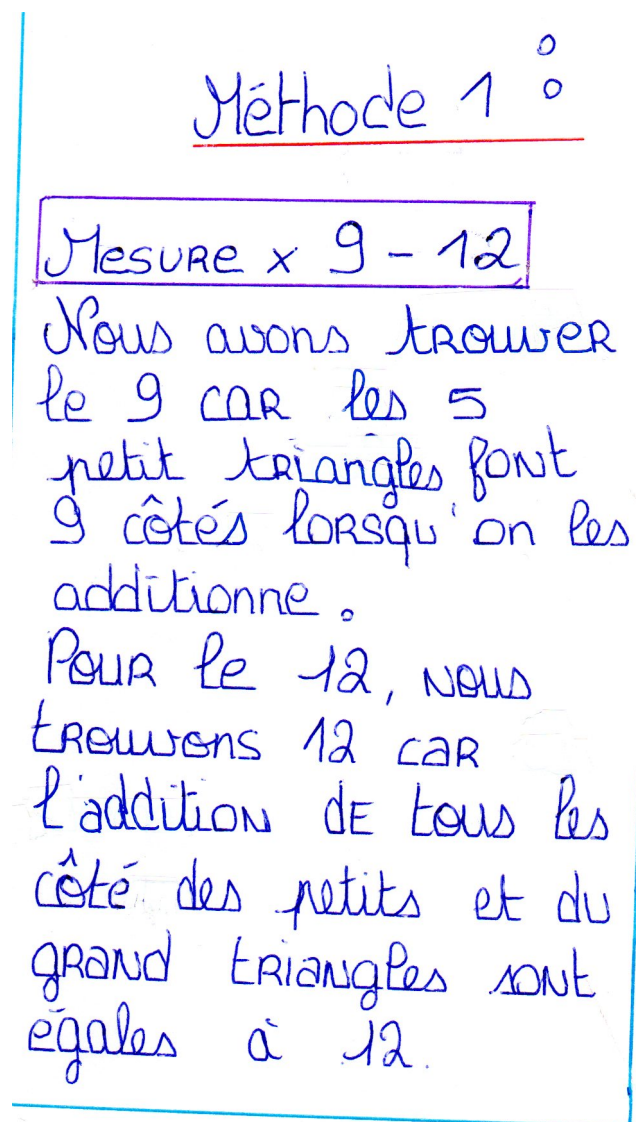 Méthode 1 :
Mesure x 9 - 12
Nous avons trouver
le 9 car les 5
petit triangles font
9 côtés lorsqu'on les
additionne.
Pour le 12, nous
trouvons 12 car
l'addition de tous les
côté des petits et du
grand triangles sont
égales à 12.